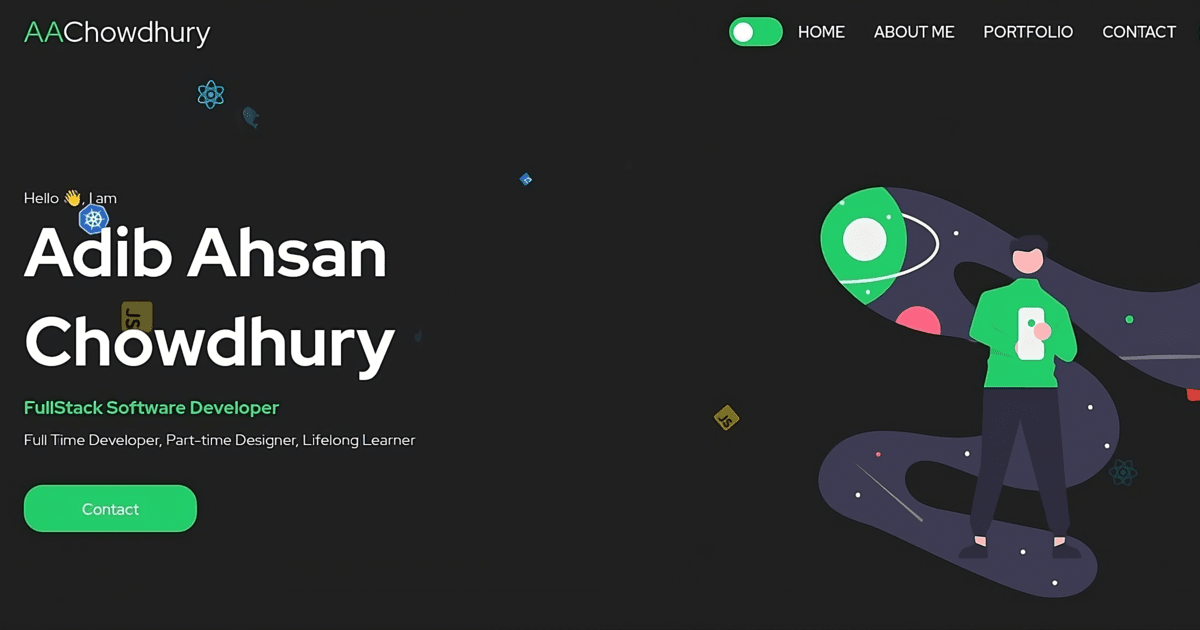 AAChowdhury
HOME ABOUT ME PORTFOLIO CONTACT
Hello 👋, I am
Adib Ahsan
Chowdhury
JS
FullStack Software Developer
JS
Full Time Developer, Part-time Designer, Lifelong Learner
Contact